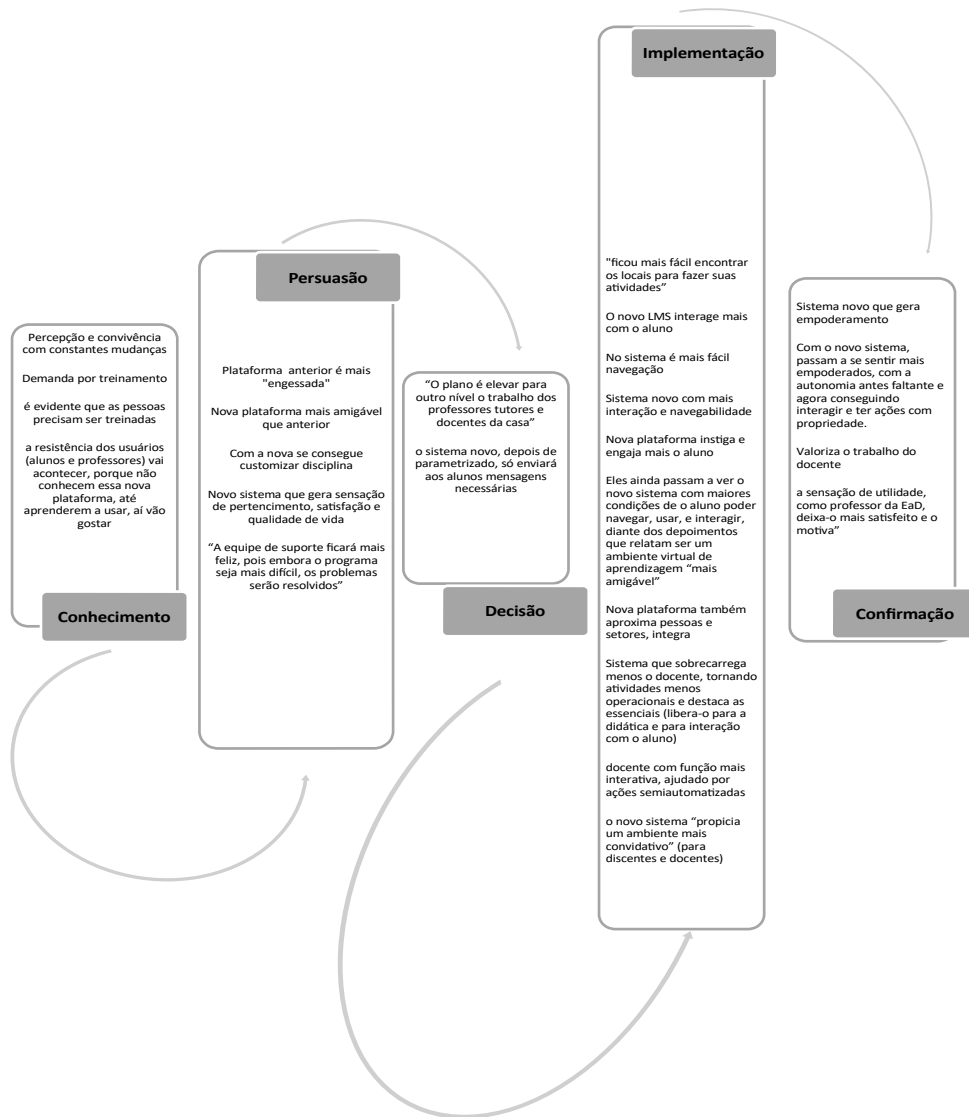 Percepção e convivência
com constantes mudanças
Demanda por treinamento
é evidente que as pessoas
precisam ser treinadas
a resistência dos usuários
(alunos e professores) vai
acontecer, porque não
conhecem essa nova
plataforma, até
aprenderem a usar, aí vão
gostar
Conhecimento
Persuasão
Plataforma  anterior é mais
"engessada"
Nova plataforma mais amigável
que anterior
Com a nova se consegue
customizar disciplina
Novo sistema que gera sensação
de pertencimento, satisfação e
qualidade de vida
“A equipe de suporte ficará mais
feliz, pois embora o programa
seja mais difícil, os problemas
serão resolvidos”
“O plano é elevar para
outro nível o trabalho dos
professores tutores e
docentes da casa”
o sistema novo, depois de
parametrizado, só enviará
aos alunos mensagens
necessárias
Decisão
Implementação
"ficou mais fácil encontrar
os locais para fazer suas
atividades”
O novo LMS interage mais
com o aluno
No sistema é mais fácil
navegação
Sistema novo com mais
interação e navegabilidade
Nova plataforma instiga e
engaja mais o aluno
Eles ainda passam a ver o
novo sistema com maiores
condições de o aluno poder
navegar, usar, e interagir,
diante dos depoimentos
que relatam ser um
ambiente virtual de
aprendizagem “mais
amigável”
Nova plataforma também
aproxima pessoas e
setores, integra
Sistema que sobrecarrega
menos o docente, tornando
atividades menos
operacionais e destaca as
essenciais (libera-o para a
didática e para interação
com o aluno)
docente com função mais
interativa, ajudado por
ações semiautomatizadas
o novo sistema “propicia
um ambiente mais
convidativo” (para
discentes e docentes)
Sistema novo que gera
empoderamento
Com o novo sistema,
passam a se sentir mais
empoderados, com a
autonomia antes faltante e
agora conseguindo
interagir e ter ações com
propriedade.
Valoriza o trabalho do
docente
a sensação de utilidade,
como professor da EaD,
deixa-o mais satisfeito e o
motiva”
Confirmação